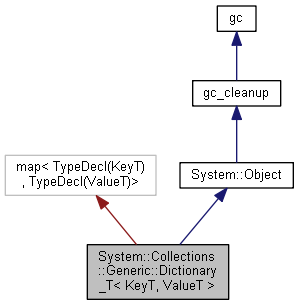 gc
gc_cleanup
map< TypeDecl(KeyT)
, TypeDecl(ValueT)>
System::Object
System::Collections
::Generic::Dictionary
_T< KeyT, ValueT >